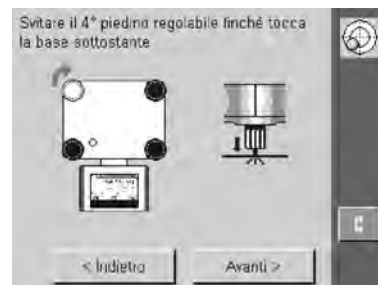 Svitare il 4° piedino regolabile finché tocca
la base sottostante
< Indietro
Avanti >